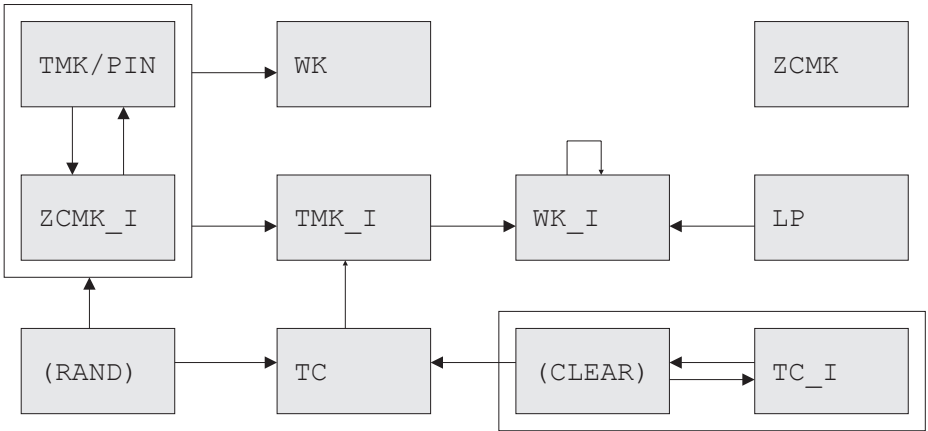 TMK/PIN
WK
ZCMK
ZCMK_I
TMK_I
WK_I
LP
(RAND)
TC
(CLEAR)
TC_I